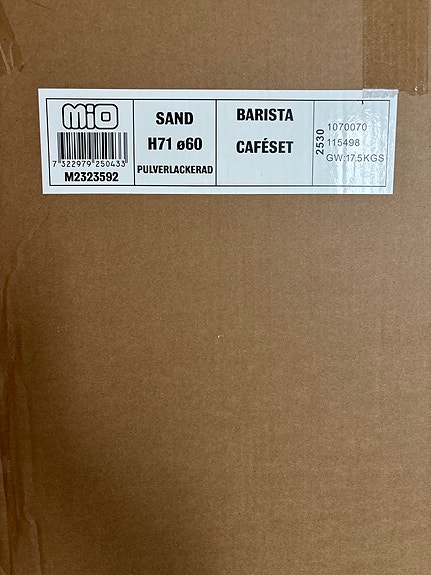 mio
7 322979 250433
M2323592
SAND
H71 ø60
PULVERLACKERAD
BARISTA
CAFÉSET
2530
1070070
115498
GW:17.5KGS